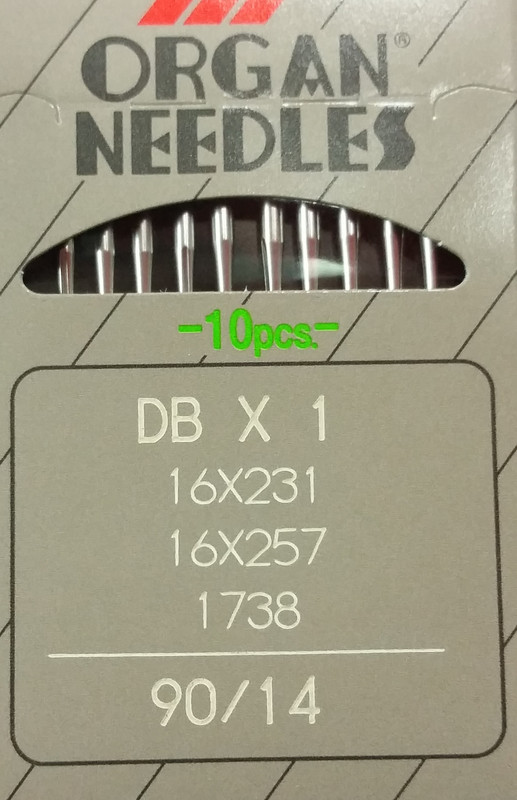 ORGAN®
NEEDLES
-10pcs.-
DB X 1
16X231
16X257
1738
90/14